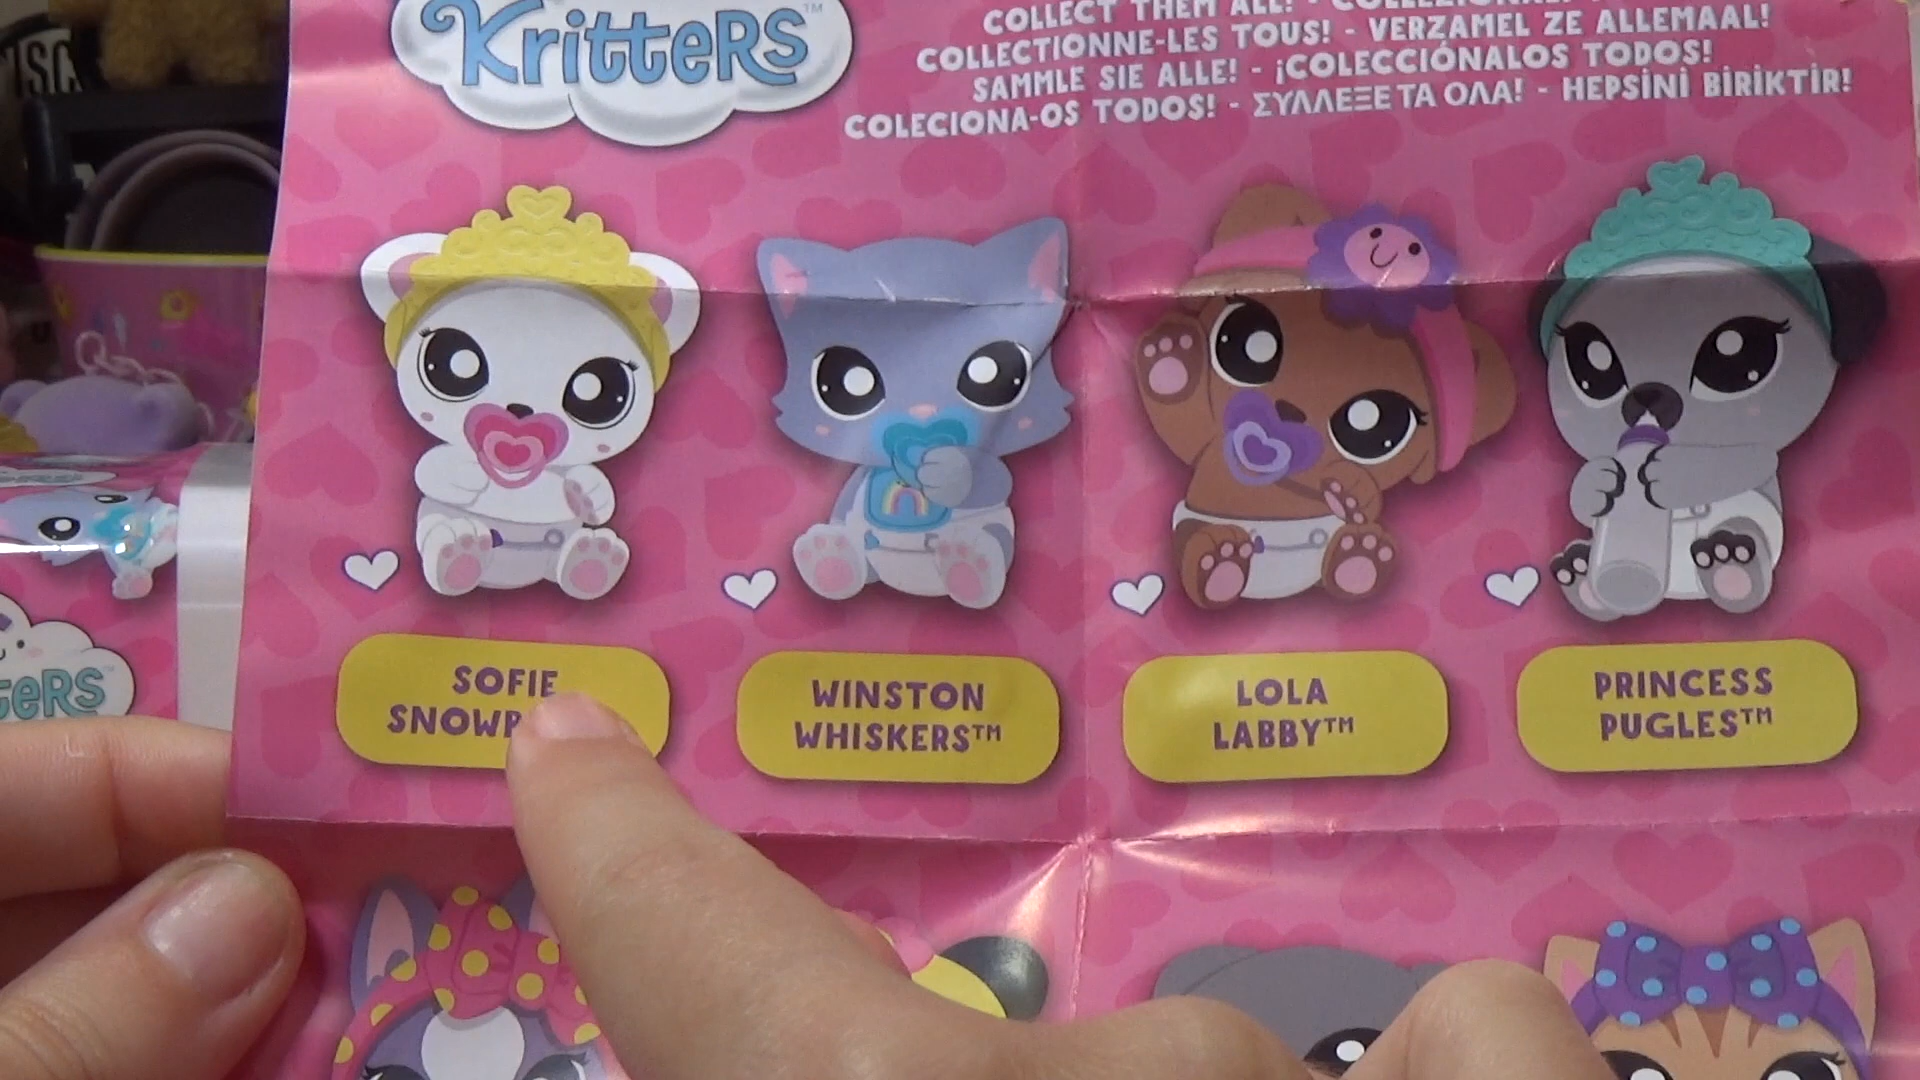 KritteRS™
COLLECT THEM ALL! -
COLLECTIONNE-LES TOUS! - VERZAMEL ZE ALLEMAAL!
SAMMLE SIE ALLE! - ¡COLECCIÓNALOS TODOS!
COLECIONA-OS TODOS! - ΣΥΛΛΕΞΕ ΤΑ ΟΛΑ! - HEPSİNİ BİRİKTİR!
SOFIE
WINSTON
WHISKERS™
LOLA
LABBY™
PRINCESS
PUGLES™